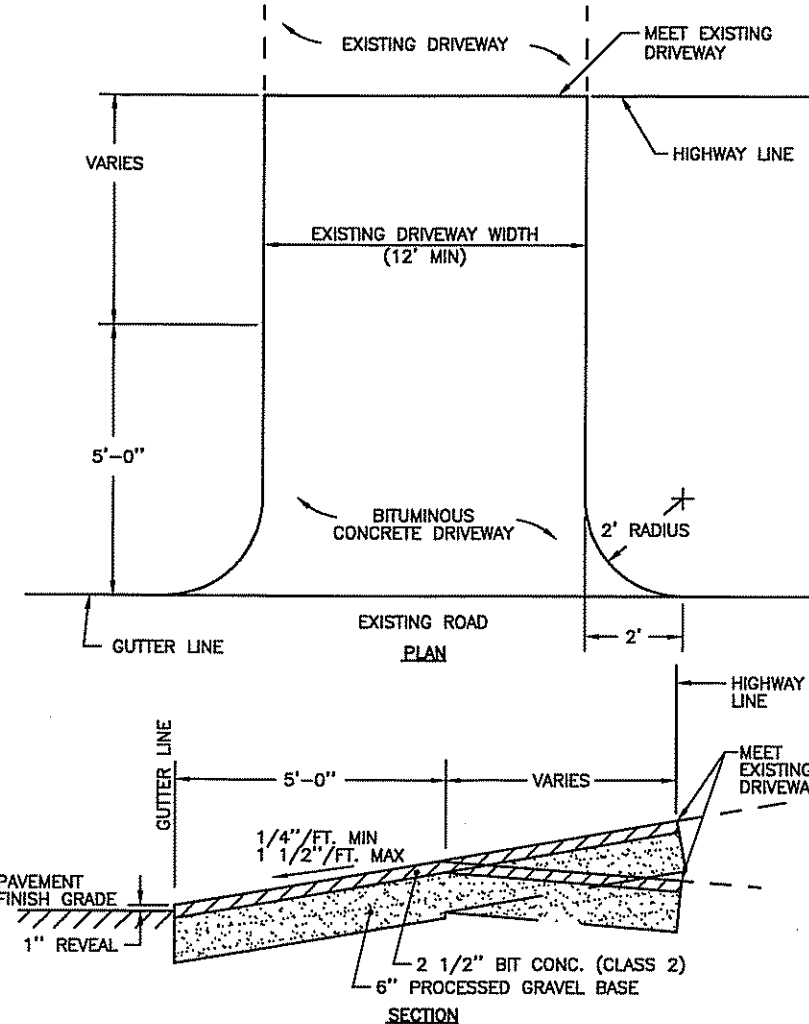 EXISTING DRIVEWAY
MEET EXISTING
DRIVEWAY
VARIES
HIGHWAY LINE
EXISTING DRIVEWAY WIDTH
(12' MIN)
5'-0"
BITUMINOUS
CONCRETE DRIVEWAY
2' RADIUS
EXISTING ROAD
2'
GUTTER LINE
PLAN
HIGHWAY
LINE
GUTTER LINE
5'-0"
VARIES
MEET
EXISTING
DRIVEWA
1/4"/FT. MIN
1 1/2"/FT. MAX
PAVEMENT
FINISH GRADE
1" REVEAL
2 1/2" BIT CONC. (CLASS 2)
6" PROCESSED GRAVEL BASE
SECTION